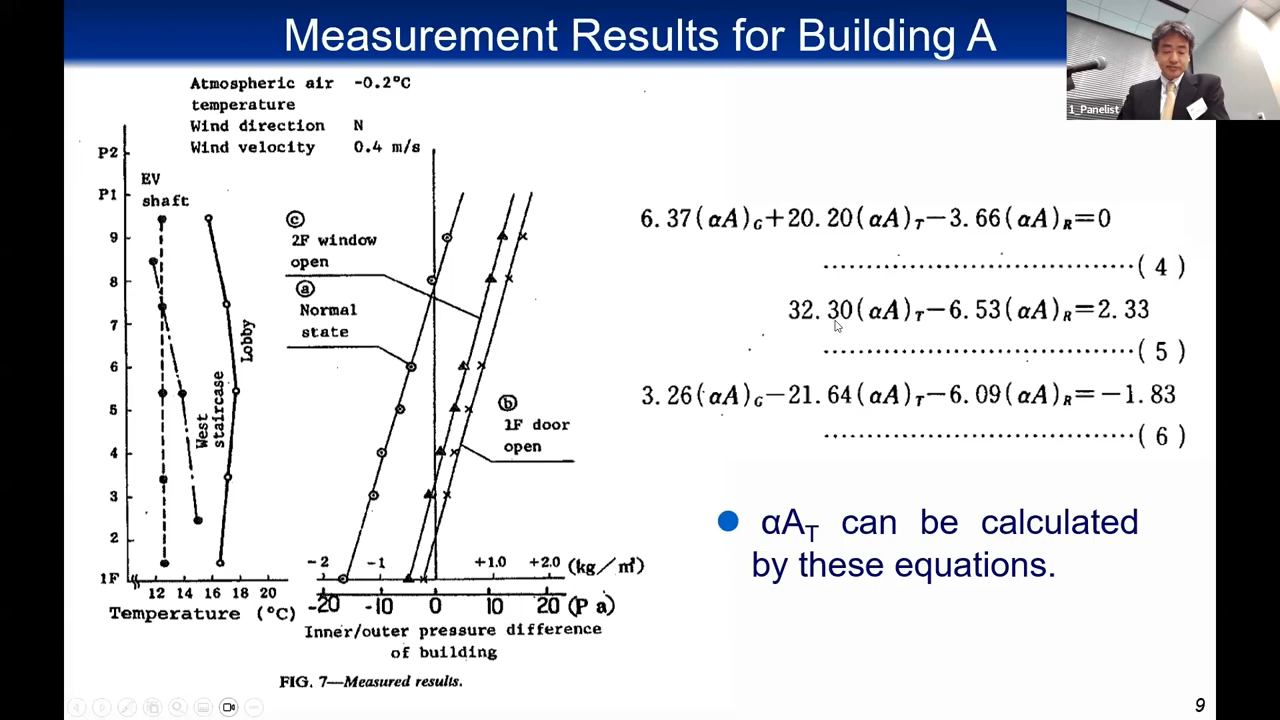 Measurement Results for Building A
1_Panelist
Atmospheric air -0.2°C
temperature
Wind direction N
Wind velocity 0.4 m/s
P2
P1
9
8
7
6
5
4
3
2
1F
EV
shaft
West
staircase
Lobby
12 14 16 18 20
Temperature (°C)
ⓒ
2F window
open
ⓐ
Normal
state
ⓑ
1F door
open
-2 -1 +1.0 +2.0 (kg/㎡)
-20 -10 0 10 20 (Pa)
Inner/outer pressure difference
of building
FIG. 7—Measured results.
6.37(αA)G+20.20(αA)T−3.66(αA)R=0
(4)
32.30(αA)T−6.53(αA)R=2.33
(5)
3.26(αA)G−21.64(αA)T−6.09(αA)R=−1.83
(6)
αAT can be calculated
by these equations.
9